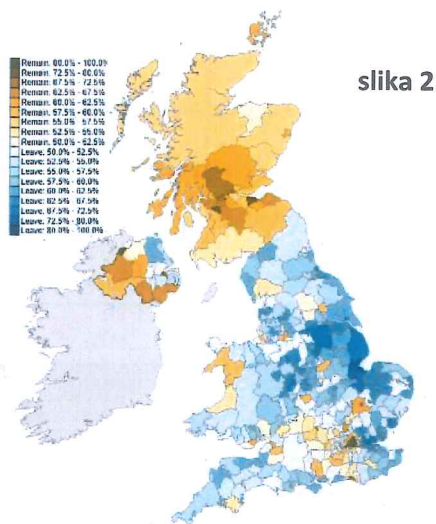 slika 2
Remain: 80.0% - 100.0%
Remain: 72.5% - 80.0%
Remain: 67.5% - 72.5%
Remain: 62.5% - 67.5%
Remain: 60.0% - 62.5%
Remain: 57.5% - 60.0%
Remain: 55.0% - 57.5%
Remain: 52.5% - 55.0%
Remain: 50.0% - 52.5%
Leave: 50.0% - 52.5%
Leave: 52.5% - 55.0%
Leave: 55.0% - 57.5%
Leave: 57.5% - 60.0%
Leave: 60.0% - 62.5%
Leave: 62.5% - 67.5%
Leave: 67.5% - 72.5%
Leave: 72.5% - 80.0%
Leave: 80.0% - 100.0%